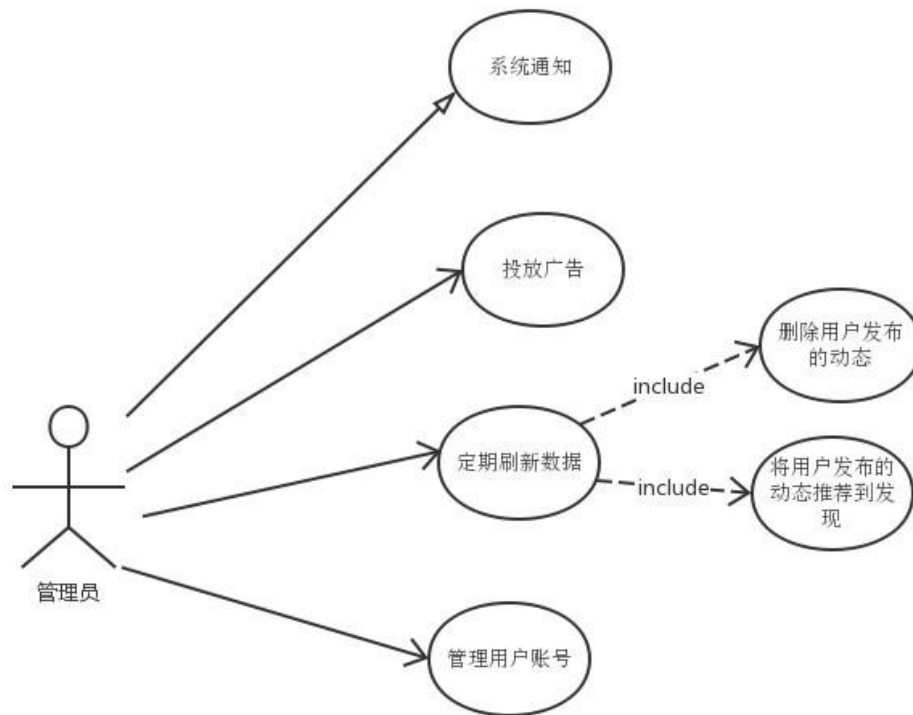 系统通知
投放广告
删除用户发布
的动态
include
定期刷新数据
include
将用户发布的
动态推荐到发
现
管理员
管理用户账号